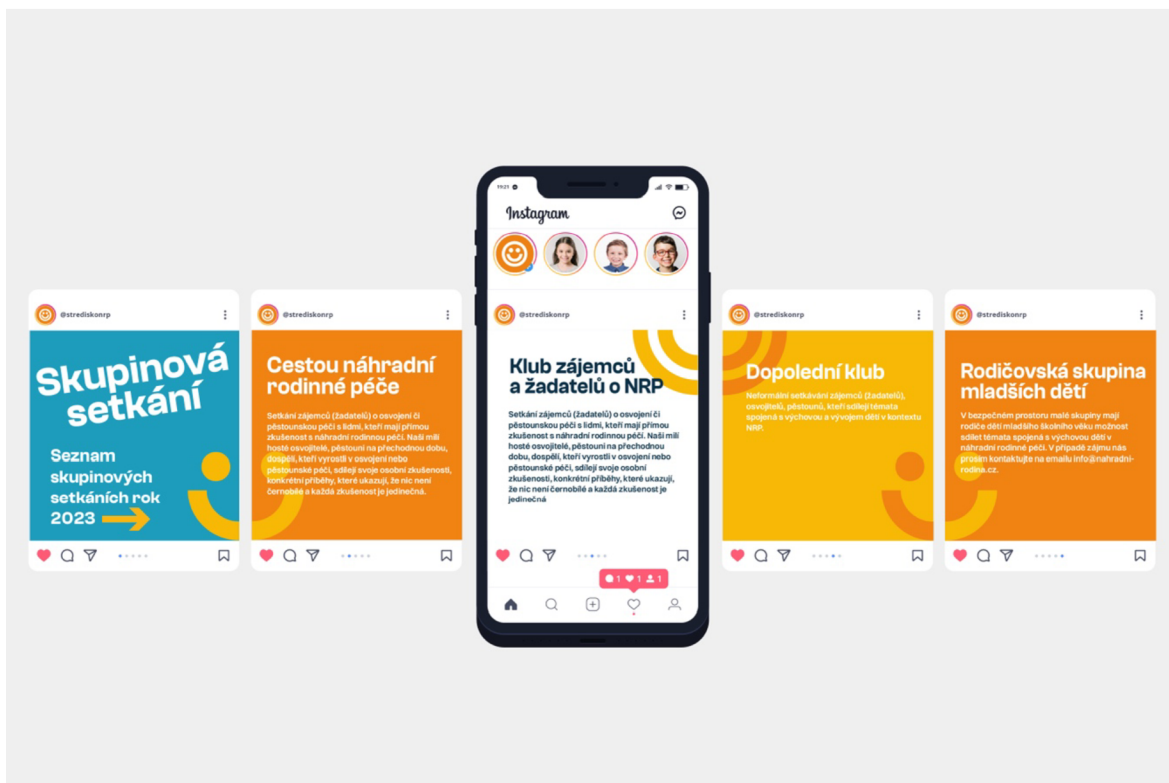 @strediskonrp
Skupinová
setkání
Seznam
skupinových
setkáních rok
2023
@strediskonrp
Cestou náhradní
rodinné péče
Setkání zájemců (žadatelů) o osvojení či
pěstounskou péči s lidmi, kteří mají přímou
zkušenost s náhradní rodinnou péčí. Naši milí
hosté osvojitelé, pěstouni na přechodnou dobu,
dospělí, kteří vyrostli v osvojení nebo
pěstounské péči, sdílejí svoje osobní zkušenosti,
konkrétní příběhy, které ukazují, že nic není
černobílé a každá zkušenost je jedinečná.
11:21
Instagram
@strediskonrp
Klub zájemců
a žadatelů o NRP
Setkání zájemců (žadatelů) o osvojení či
pěstounskou péči s lidmi, kteří mají přímou
zkušenost s náhradní rodinnou péčí. Naši milí
hosté osvojitelé, pěstouni na přechodnou
dobu, dospělí, kteří vyrostli v osvojení nebo
pěstounské péči, sdílejí svoje osobní
zkušenosti, konkrétní příběhy, které ukazují,
že nic není černobílé a každá zkušenost je
jedinečná
1 1 1
@strediskonrp
Dopolední klub
Neformální setkávání zájemců (žadatelů),
osvojitelů, pěstounů, kteří sdílejí témata
spojená s výchovou a vývojem dětí v kontextu
NRP.
@strediskonrp
Rodičovská skupina
mladších dětí
V bezpečném prostoru malé skupiny mají
rodiče dětí mladšího školního věku možnost
sdílet témata spojená s výchovou dětí v
náhradní rodinné péči. V případě zájmu nás
prosím kontaktujte na emailu info@nahradni-
rodina.cz.